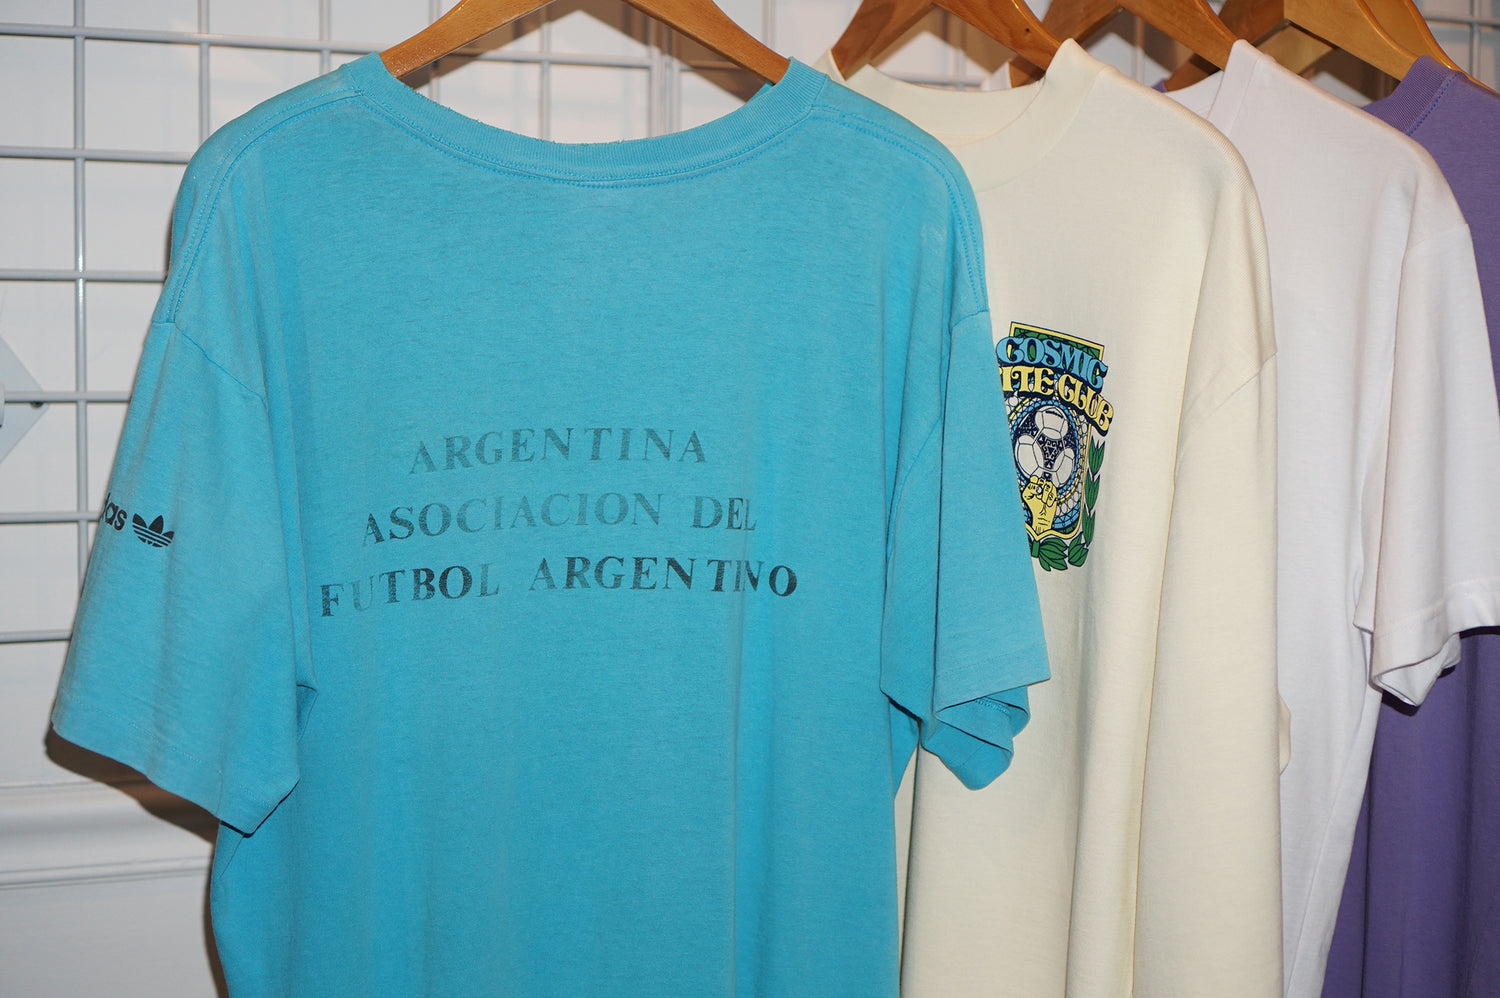 ARGENTINA
ASOCIACION DEL
FUTBOL ARGENTINO
COSMIC
CLUB